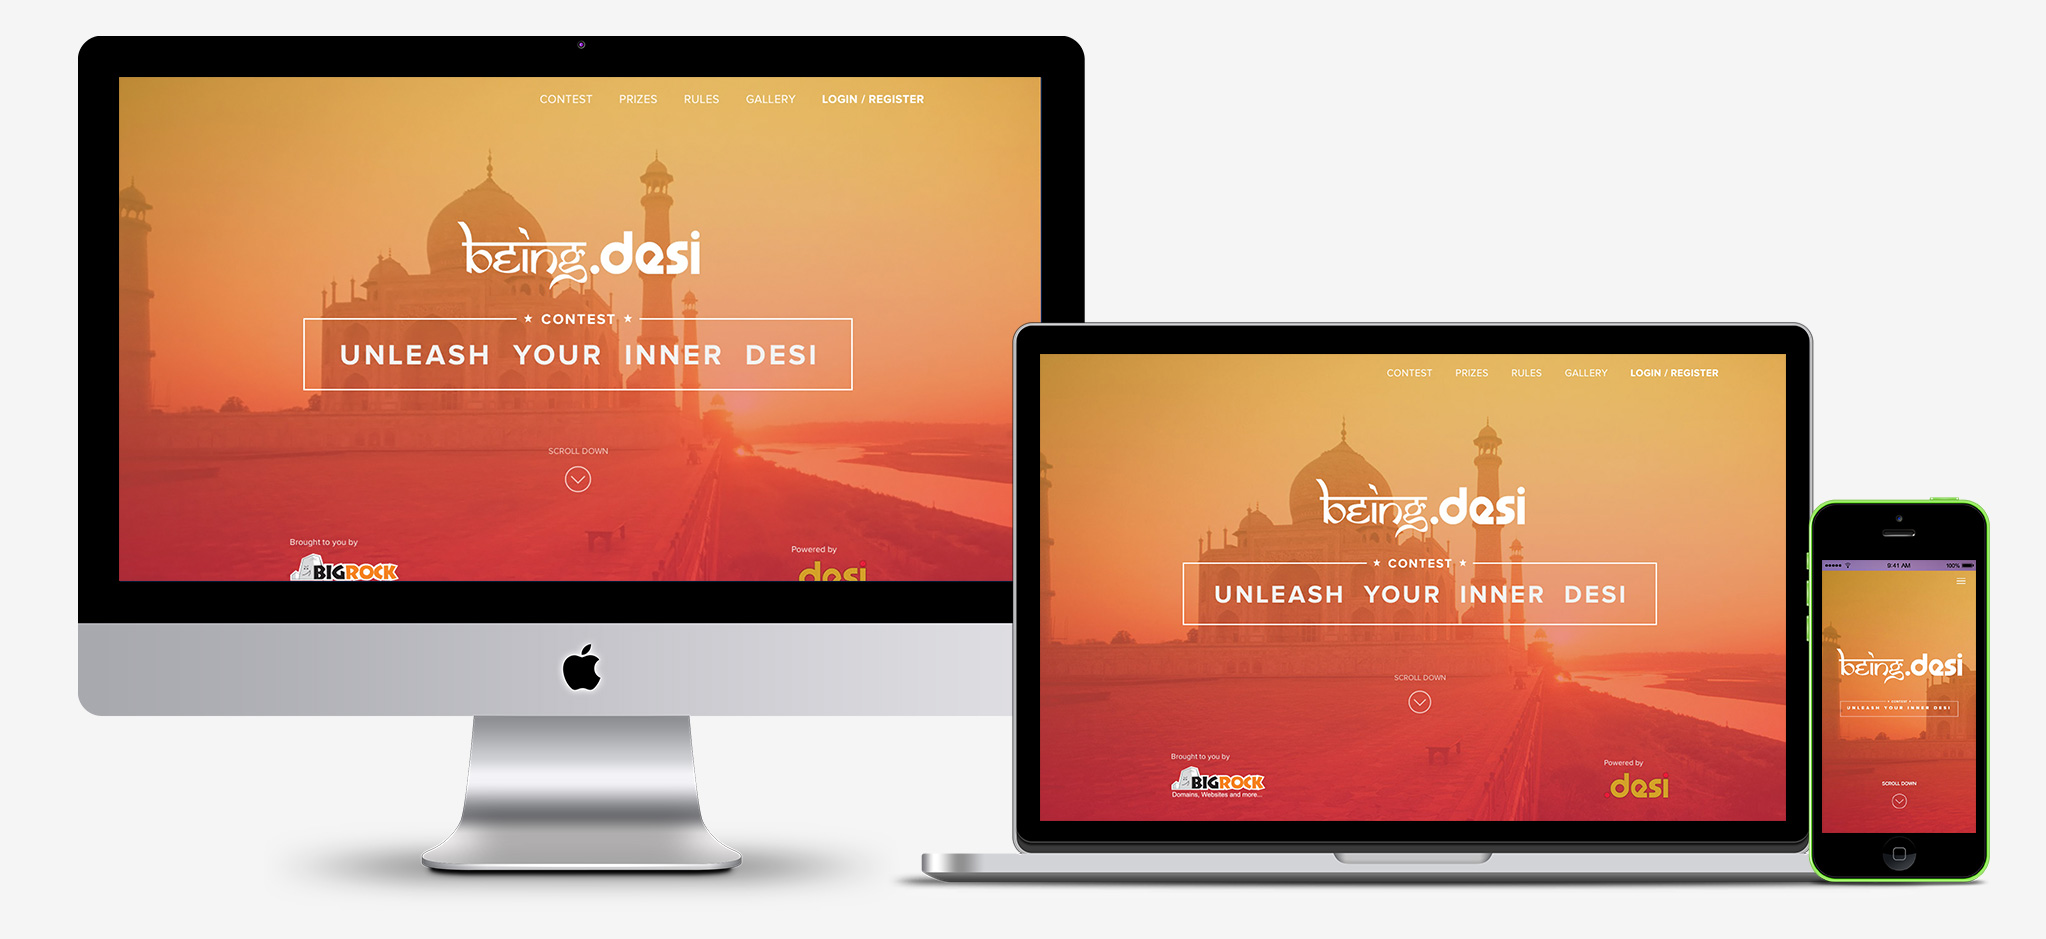 CONTEST PRIZES RULES GALLERY LOGIN / REGISTER
being.desi
★ CONTEST ★
UNLEASH YOUR INNER DESI
SCROLL DOWN
Brought to you by
BIGROCK
Powered by
desi
CONTEST PRIZES RULES GALLERY LOGIN / REGISTER
being.desi
★ CONTEST ★
UNLEASH YOUR INNER DESI
SCROLL DOWN
Brought to you by
BIGROCK
Domains, Websites and more...
Powered by
.desi
9:41 AM 100%
being.desi
CONTEST
UNLEASH YOUR INNER DESI
SCROLL DOWN